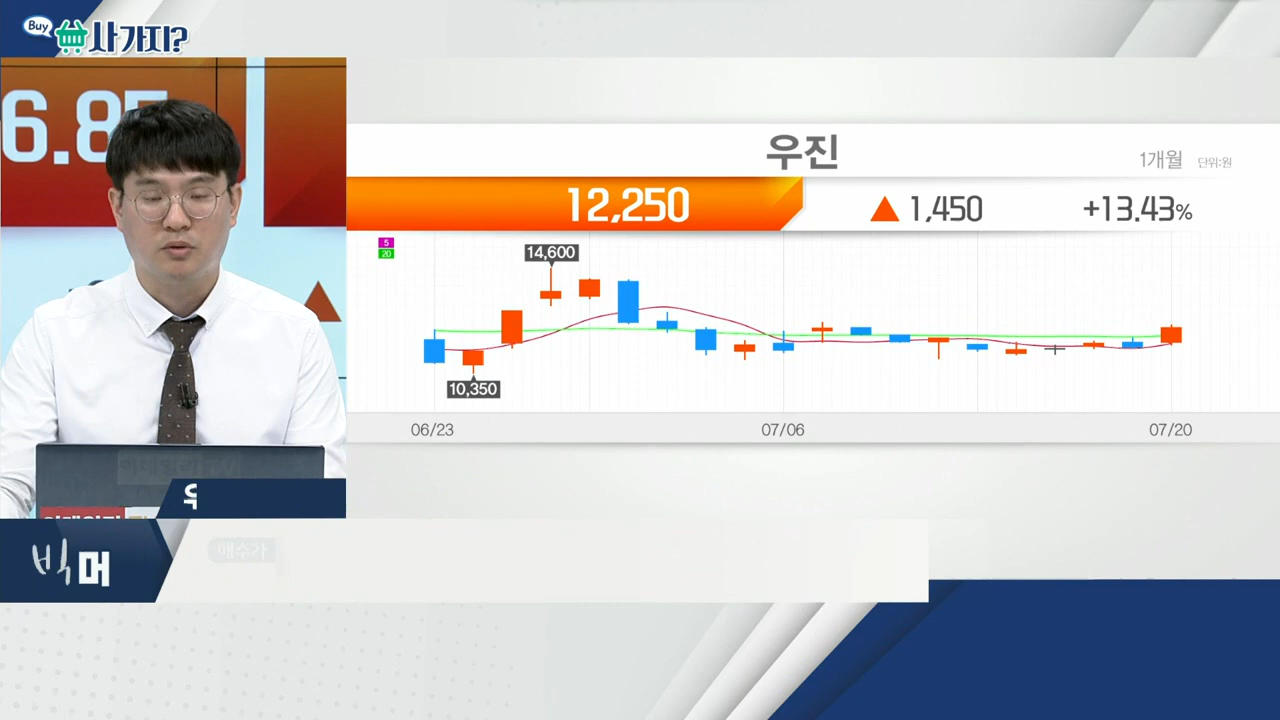 Buy 사가지?
6.85
우진
1개월 단위:원
12,250 ▲ 1,450 +13.43%
5
20
14,600
10,350
06/23 07/06 07/20
빅 머
매수가